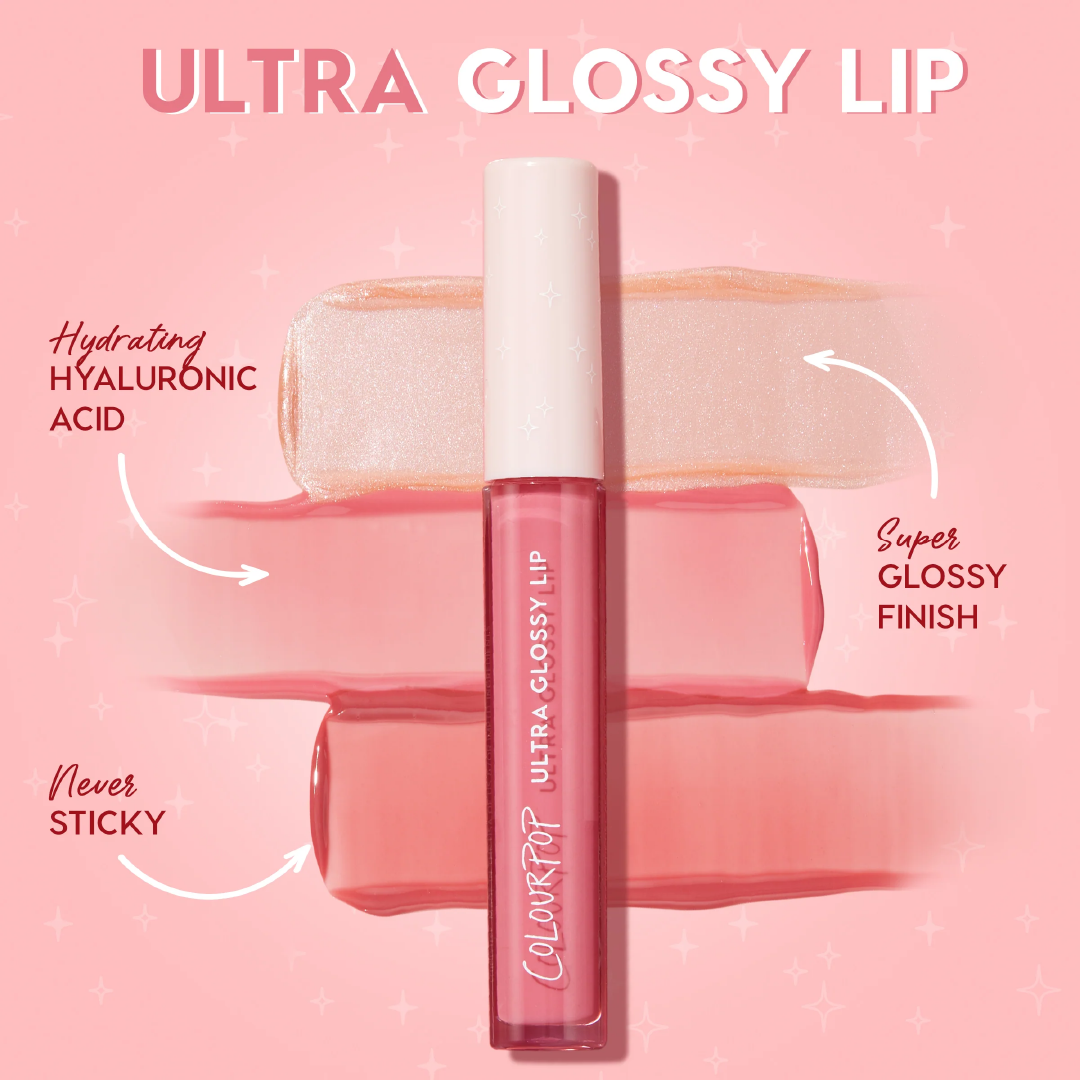 ULTRA GLOSSY LIP
Hydrating
HYALURONIC
ACID
Super
GLOSSY
FINISH
Never
STICKY
COLOURPOP ULTRA GLOSSY LIP